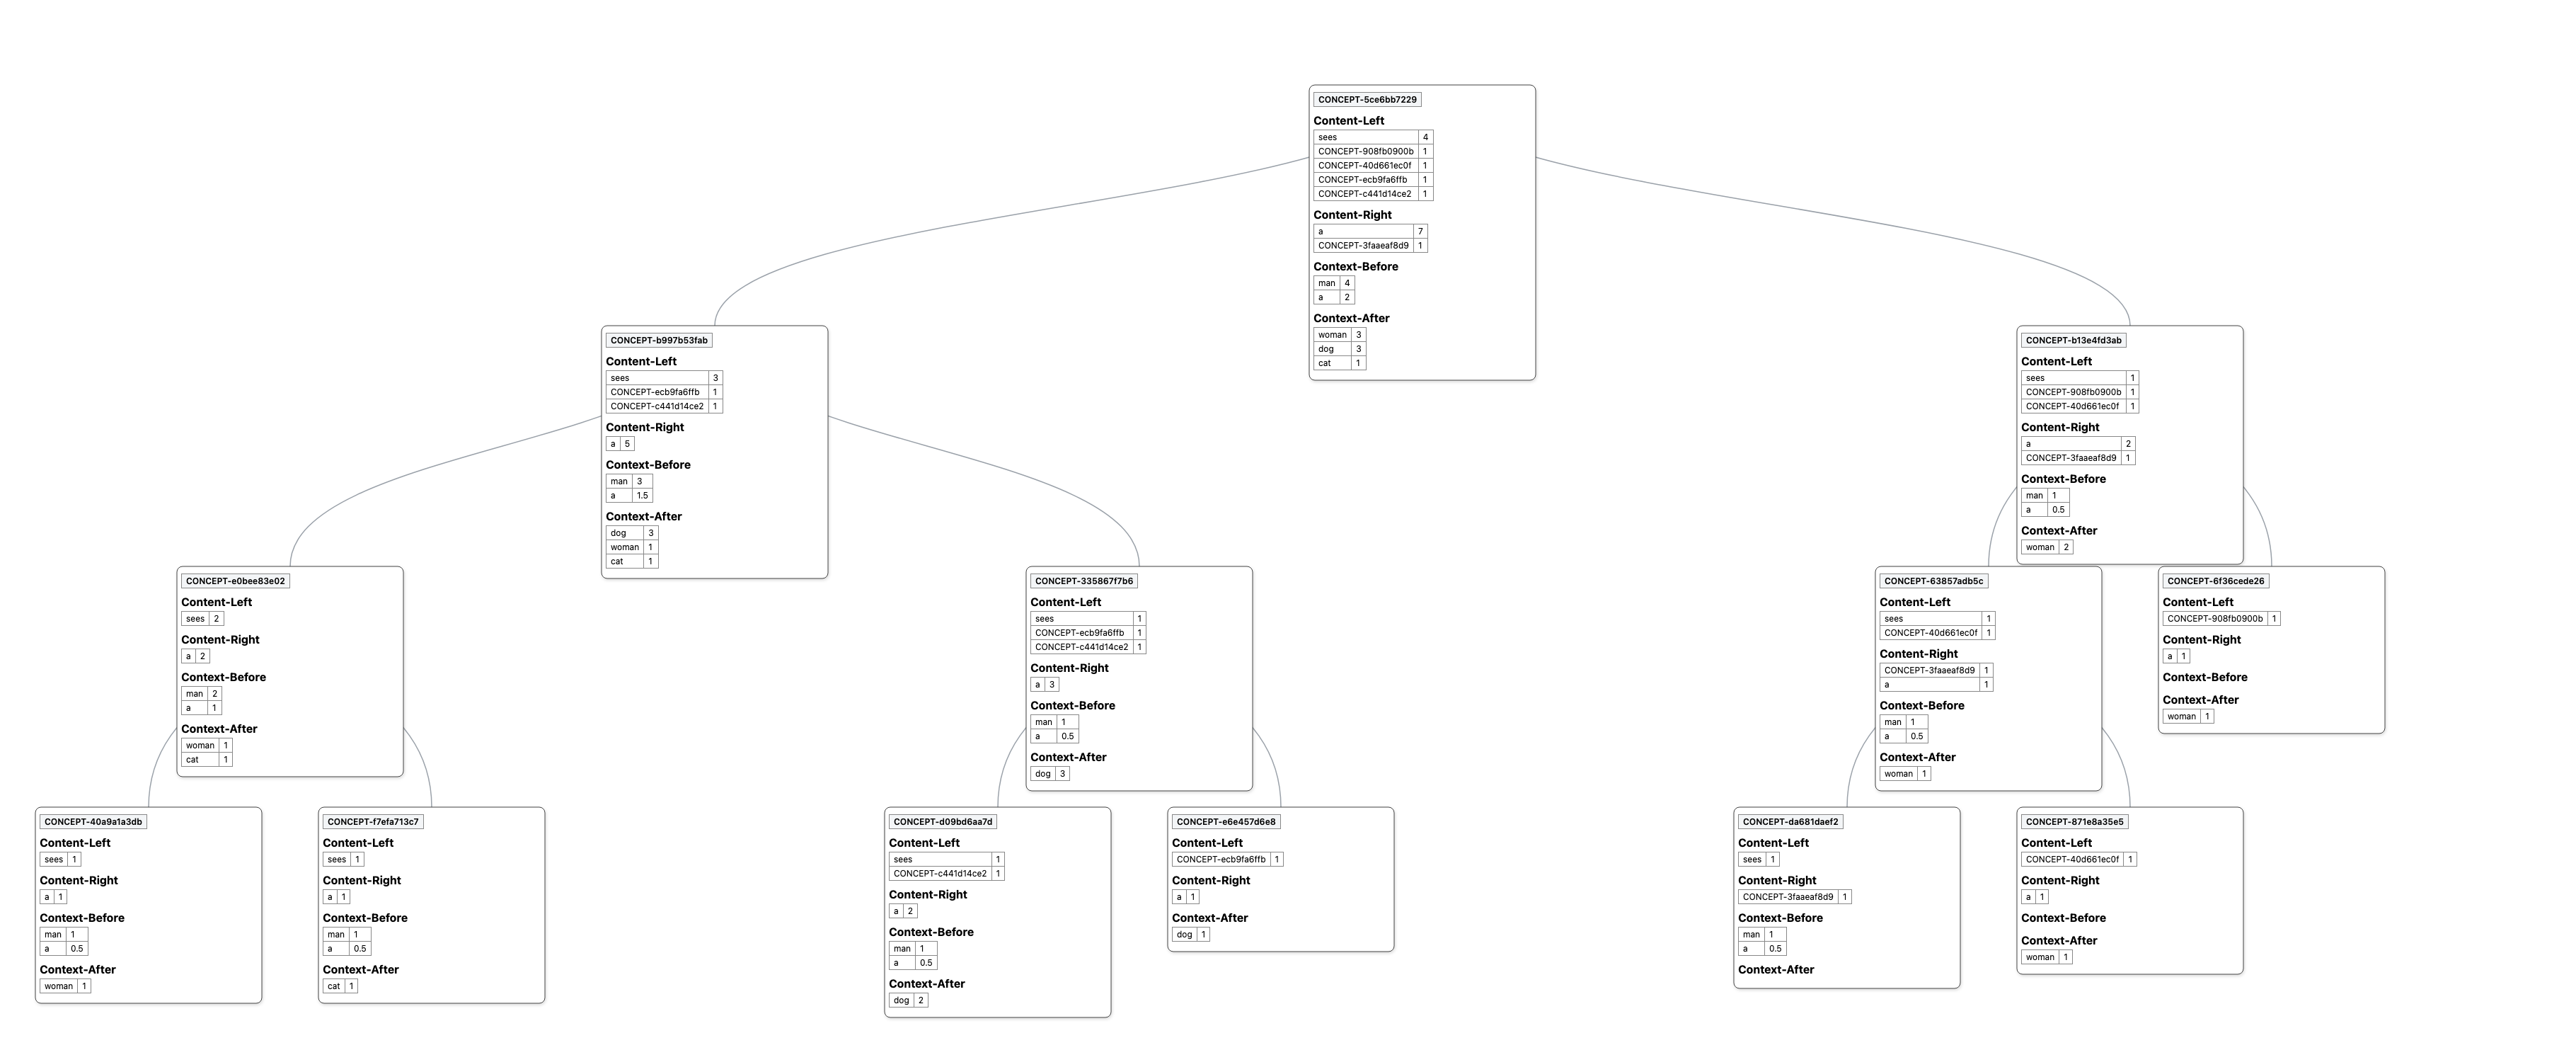 CONCEPT-5ce6bb7229
Content-Left
sees 4
CONCEPT-908fb0900b 1
CONCEPT-40d661ec0f 1
CONCEPT-ecb9fa6ffb 1
CONCEPT-c441d14ce2 1
Content-Right
a 7
CONCEPT-3faaeaf8d9 1
Context-Before
man 4
a 2
Context-After
woman 3
dog 3
cat 1
CONCEPT-b997b53fab
Content-Left
sees 3
CONCEPT-ecb9fa6ffb 1
CONCEPT-c441d14ce2 1
Content-Right
a 5
Context-Before
man 3
a 1.5
Context-After
dog 3
woman 1
cat 1
CONCEPT-b13e4fd3ab
Content-Left
sees 1
CONCEPT-908fb0900b 1
CONCEPT-40d661ec0f 1
Content-Right
a 2
CONCEPT-3faaeaf8d9 1
Context-Before
man 1
a 0.5
Context-After
woman 2
CONCEPT-e0bee83e02
Content-Left
sees 2
Content-Right
a 2
Context-Before
man 2
a 1
Context-After
woman 1
cat 1
CONCEPT-335867f7b6
Content-Left
sees 1
CONCEPT-ecb9fa6ffb 1
CONCEPT-c441d14ce2 1
Content-Right
a 3
Context-Before
man 1
a 0.5
Context-After
dog 3
CONCEPT-63857adb5c
Content-Left
sees 1
CONCEPT-40d661ec0f 1
Content-Right
CONCEPT-3faaeaf8d9 1
a 1
Context-Before
man 1
a 0.5
Context-After
woman 1
CONCEPT-6f36cede26
Content-Left
CONCEPT-908fb0900b 1
Content-Right
a 1
Context-Before
Context-After
woman 1
CONCEPT-40a9a1a3db
Content-Left
sees 1
Content-Right
a 1
Context-Before
man 1
a 0.5
Context-After
woman 1
CONCEPT-f7efa713c7
Content-Left
sees 1
Content-Right
a 1
Context-Before
man 1
a 0.5
Context-After
cat 1
CONCEPT-d09bd6aa7d
Content-Left
sees 1
CONCEPT-c441d14ce2 1
Content-Right
a 2
Context-Before
man 1
a 0.5
Context-After
dog 2
CONCEPT-e6e457d6e8
Content-Left
CONCEPT-ecb9fa6ffb 1
Content-Right
a 1
Context-After
dog 1
CONCEPT-da681daef2
Content-Left
sees 1
Content-Right
CONCEPT-3faaeaf8d9 1
Context-Before
man 1
a 0.5
Context-After
CONCEPT-871e8a35e5
Content-Left
CONCEPT-40d661ec0f 1
Content-Right
a 1
Context-Before
Context-After
woman 1